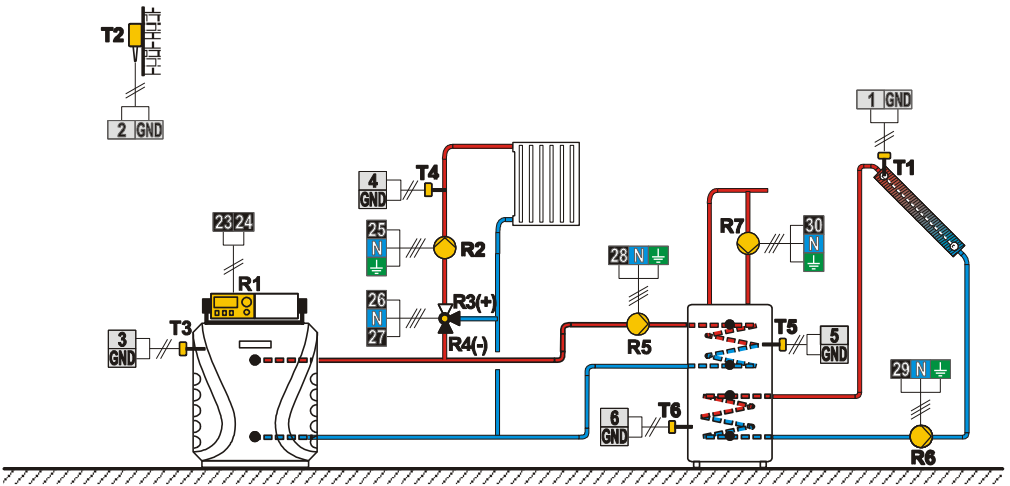 T2
2 GND
1 GND
T1
4
GND
T4
23 24
R1
25
N
R2
26
N
27
R3(+)
R4(-)
28 N
R5
R7
30
N
3
GND
T3
T5
5
GND
29 N
6
GND
T6
R6